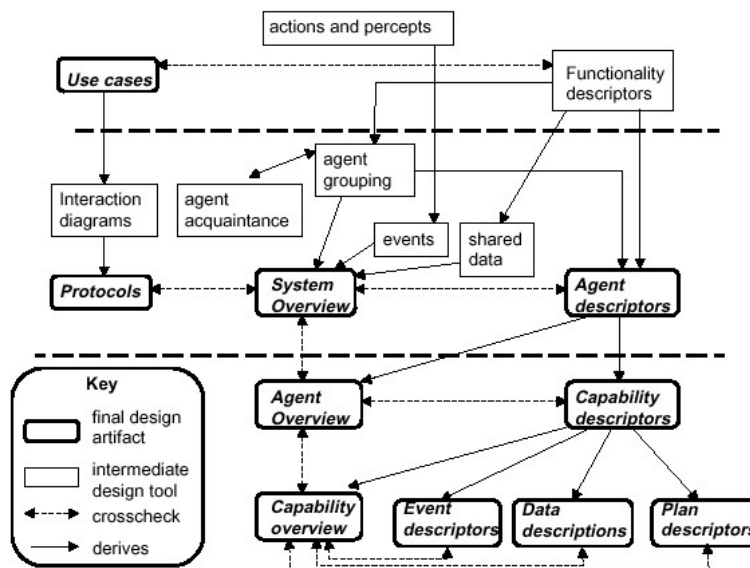 actions and percepts
Use cases
Functionality
descriptors
agent
grouping
Interaction
diagrams
agent
acquaintance
events
shared
data
Protocols
System
Overview
Agent
descriptors
Key
final design
artifact
intermediate
design tool
crosscheck
derives
Agent
Overview
Capability
descriptors
Capability
overview
Event
descriptors
Data
descriptions
Plan
descriptors